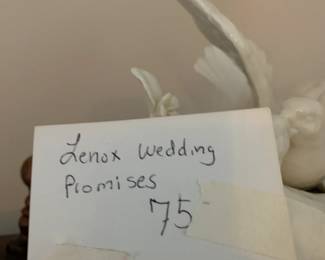 Lenox Wedding
Promises
75